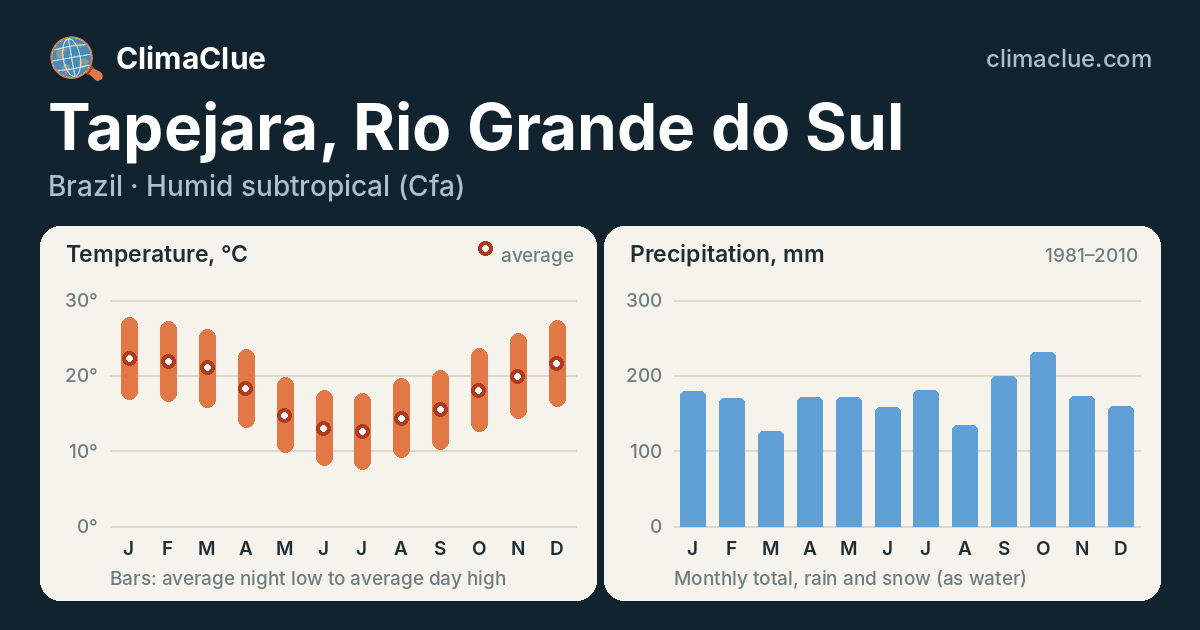 ClimaClue
climaclue.com
Tapejara, Rio Grande do Sul
Brazil · Humid subtropical (Cfa)
Temperature, °C
average
30°
20°
10°
0°
J F M A M J J A S O N D
Bars: average night low to average day high
Precipitation, mm
1981–2010
300
200
100
0
J F M A M J J A S O N D
Monthly total, rain and snow (as water)